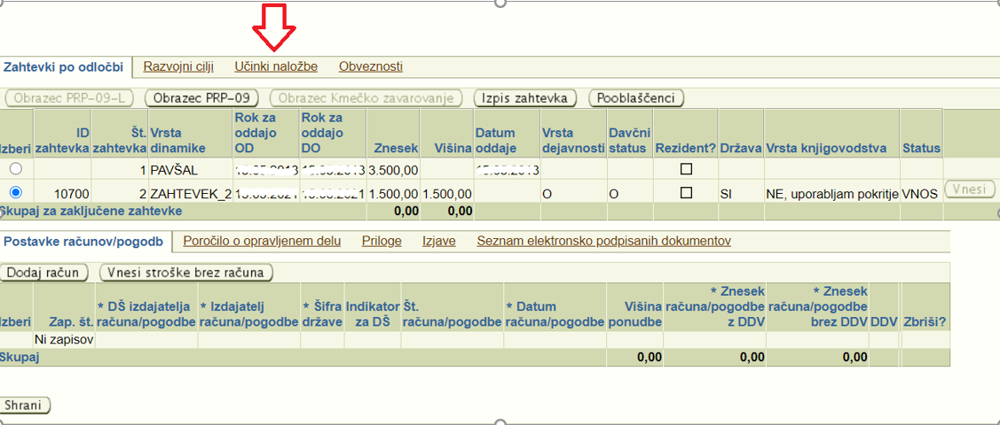 Zahtevki po odločbi Razvojni cilji Učinki naložbe Obveznosti
Obrazec PRP-09-L Obrazec PRP-09 Obrazec Kmečko zavarovanje Izpis zahtevka Pooblaščenci
Izberi ID zahtevka Št. zahtevka Vrsta dinamike Rok za oddajo OD Rok za oddajo DO Znesek Višina Datum oddaje Vrsta dejavnosti Davčni status Rezident? Država Vrsta knjigovodstva Status
1 PAVŠAL 3.500,00
10700 2 ZAHTEVEK_2 1.500,00 1.500,00 O O SI NE, uporabljam pokritje VNOS Vnesi
Skupaj za zaključene zahtevke 0,00 0,00
Postavke računov/pogodb Poročilo o opravljenem delu Priloge Izjave Seznam elektronsko podpisanih dokumentov
Dodaj račun Vnesi stroške brez računa
Izberi Zap. št. * DŠ izdajatelja računa/pogodbe * Izdajatelj računa/pogodbe * Šifra države Indikator za DŠ Št. računa/pogodbe * Datum računa/pogodbe Višina ponudbe * Znesek računa/pogodbe z DDV * Znesek računa/pogodbe brez DDV DDV Zbriši?
Ni zapisov
Skupaj 0,00 0,00 0,00
Shrani